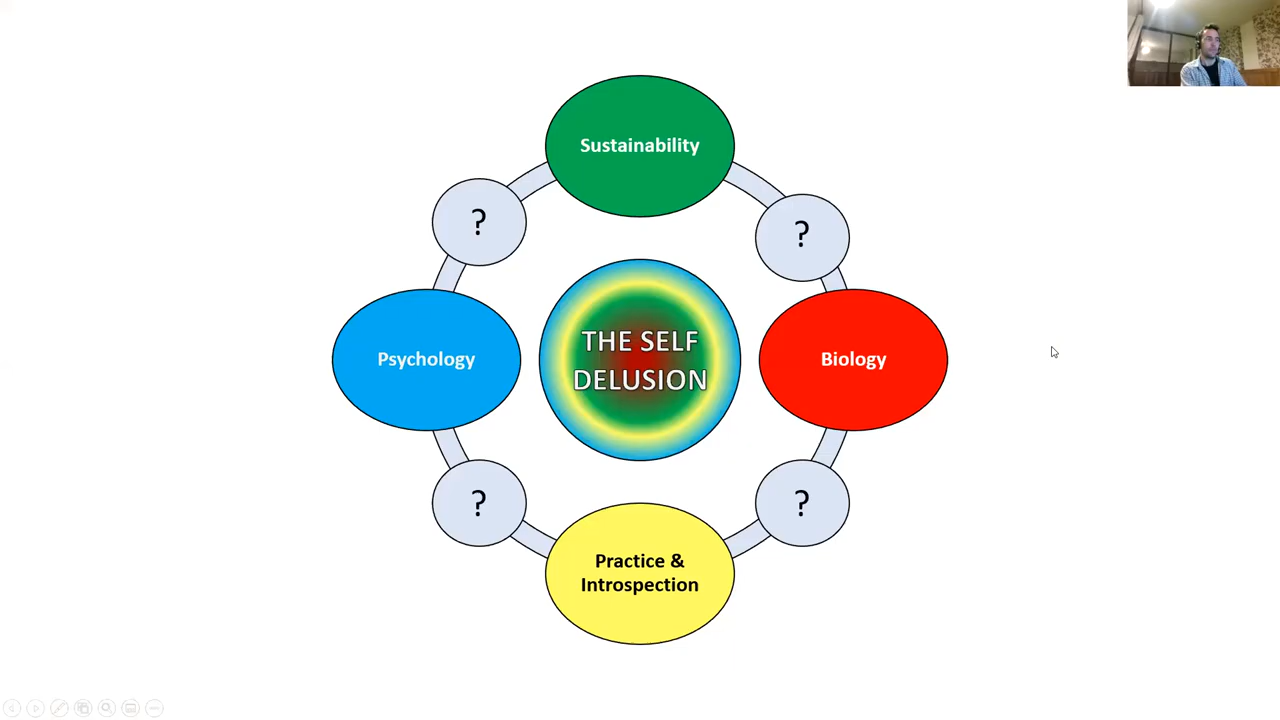 Sustainability
?
?
Psychology
THE SELF
DELUSION
Biology
?
?
Practice &
Introspection